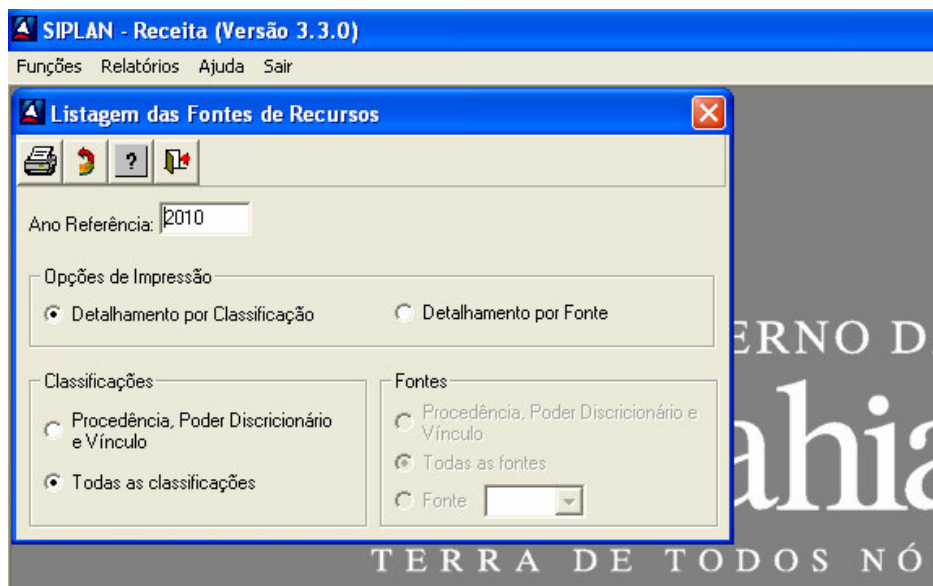 SIPLAN - Receita (Versão 3.3.0)
Funções Relatórios Ajuda Sair
Listagem das Fontes de Recursos
?
Ano Referência: 2010
Opções de Impressão
Detalhamento por Classificação Detalhamento por Fonte
Classificações
Procedência, Poder Discricionário
e Vínculo
Todas as classificações
Fontes
Procedência, Poder Discricionário e
Vínculo
Todas as fontes
Fonte
ERNO D
ahia
TERRA DE TODOS NÓ